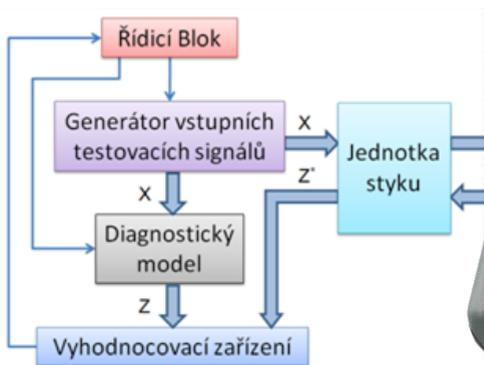 Řídicí Blok
Generátor vstupních
testovacích signálů
X
Jednotka
styku
Z*
X
Diagnostický
model
Z
Vyhodnocovací zařízení